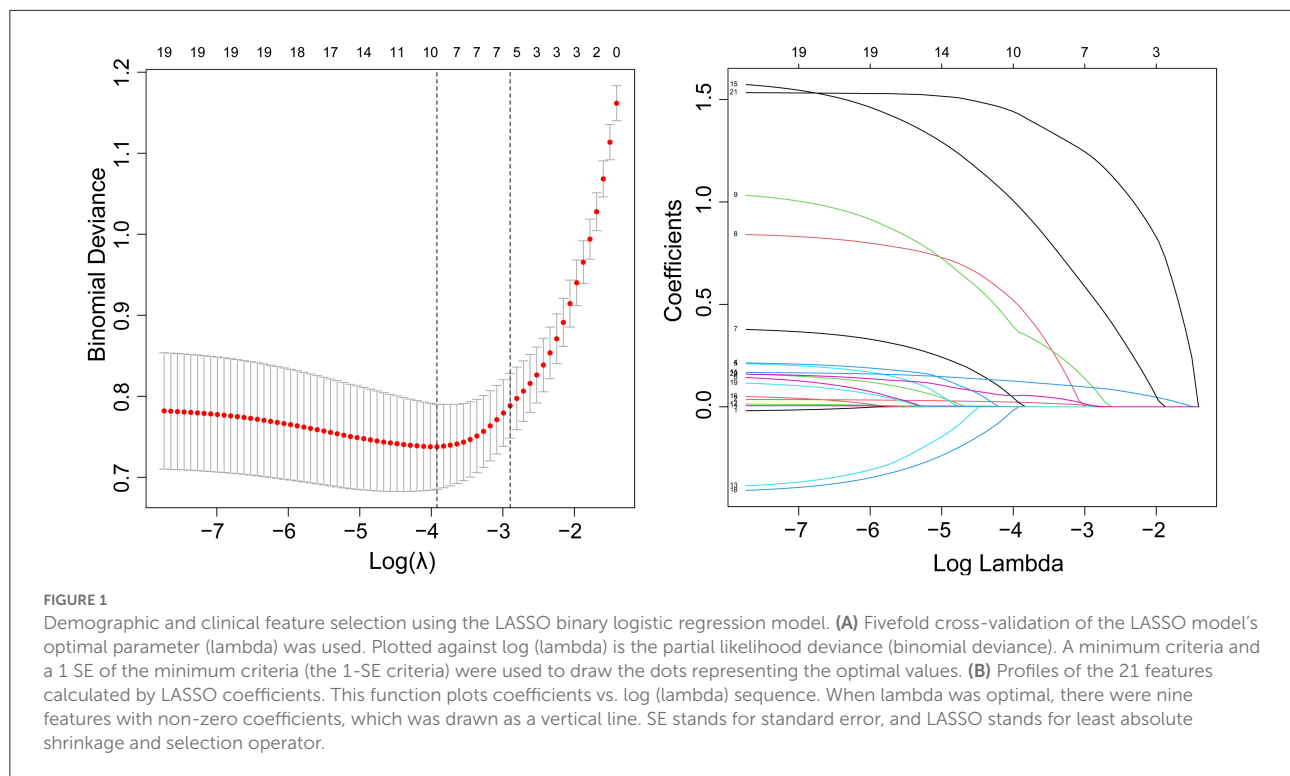 19 19 19 19 18 17 14 11 10 7 7 7 5 3 3 3 2 0
1.2
1.1
1.0
0.9
0.8
0.7
Binomial Deviance
−7 −6 −5 −4 −3 −2
Log(λ)
19 19 14 10 7 3
1.5
1.0
0.5
0.0
Coefficients
15
21
9
8
7
19
1
13
18
−7 −6 −5 −4 −3 −2
Log Lambda
FIGURE 1
Demographic and clinical feature selection using the LASSO binary logistic regression model. (A) Fivefold cross-validation of the LASSO model’s
optimal parameter (lambda) was used. Plotted against log (lambda) is the partial likelihood deviance (binomial deviance). A minimum criteria and
a 1 SE of the minimum criteria (the 1-SE criteria) were used to draw the dots representing the optimal values. (B) Profiles of the 21 features
calculated by LASSO coefficients. This function plots coefficients vs. log (lambda) sequence. When lambda was optimal, there were nine
features with non-zero coefficients, which was drawn as a vertical line. SE stands for standard error, and LASSO stands for least absolute
shrinkage and selection operator.